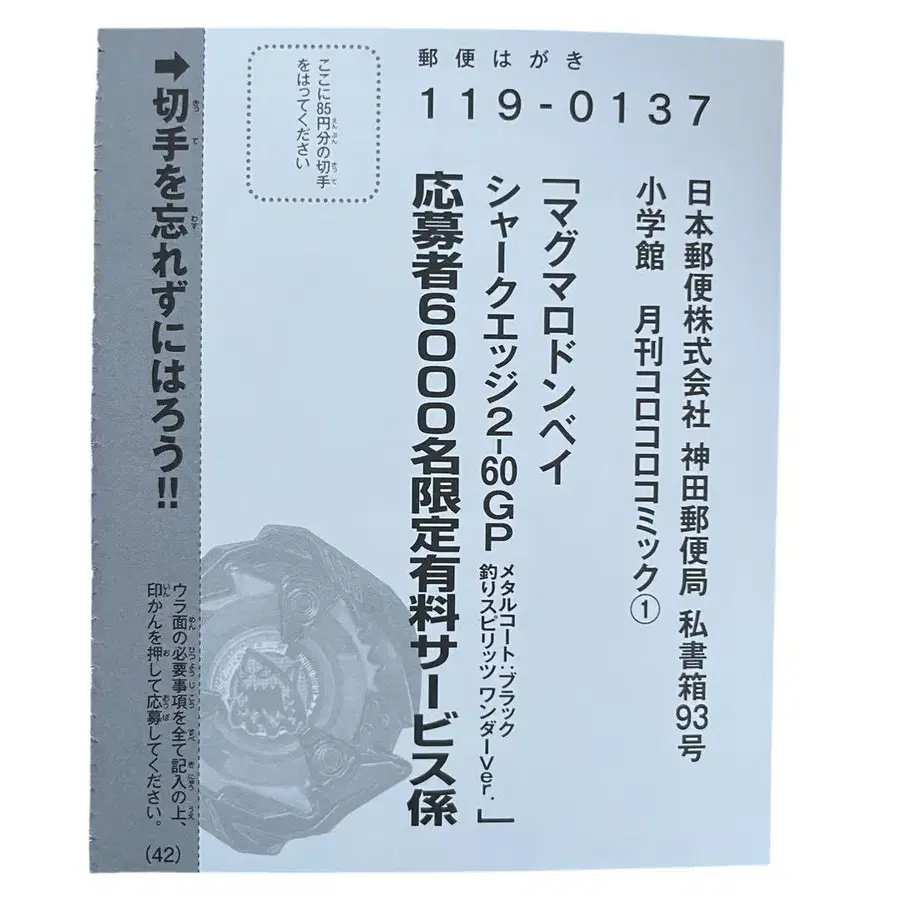 郵便はがき
119-0137
日本郵便株式会社 神田郵便局 私書箱93号
小学館 月刊コロコロコミック①
「マグマロドンベイ
シャークエッジ2-60GP メタルコート:ブラック
釣りスピリッツ ワンダーver.」
応募者6000名限定有料サービス係
ここに85円分の切手
をはってください
➡切手を忘れずにはろう!!
ウラ面の必要事項を全て記入の上、
印かんを押して応募してください。
(42)